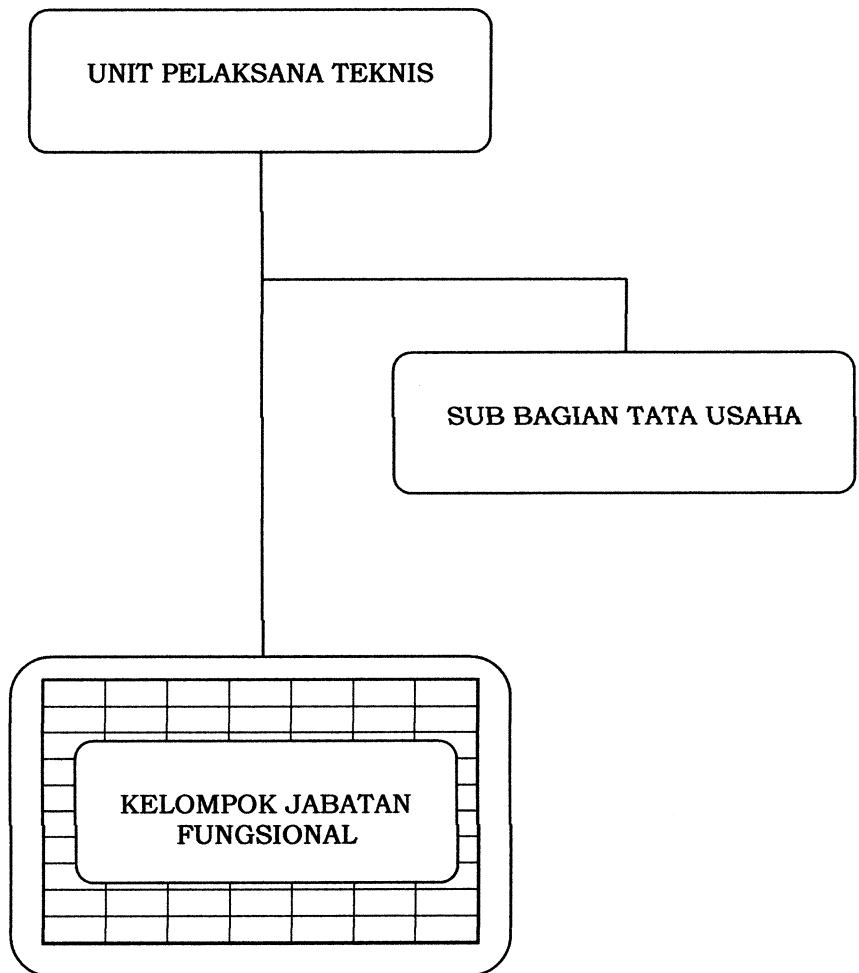 UNIT PELAKSANA TEKNIS
SUB BAGIAN TATA USAHA
KELOMPOK JABATAN
FUNGSIONAL